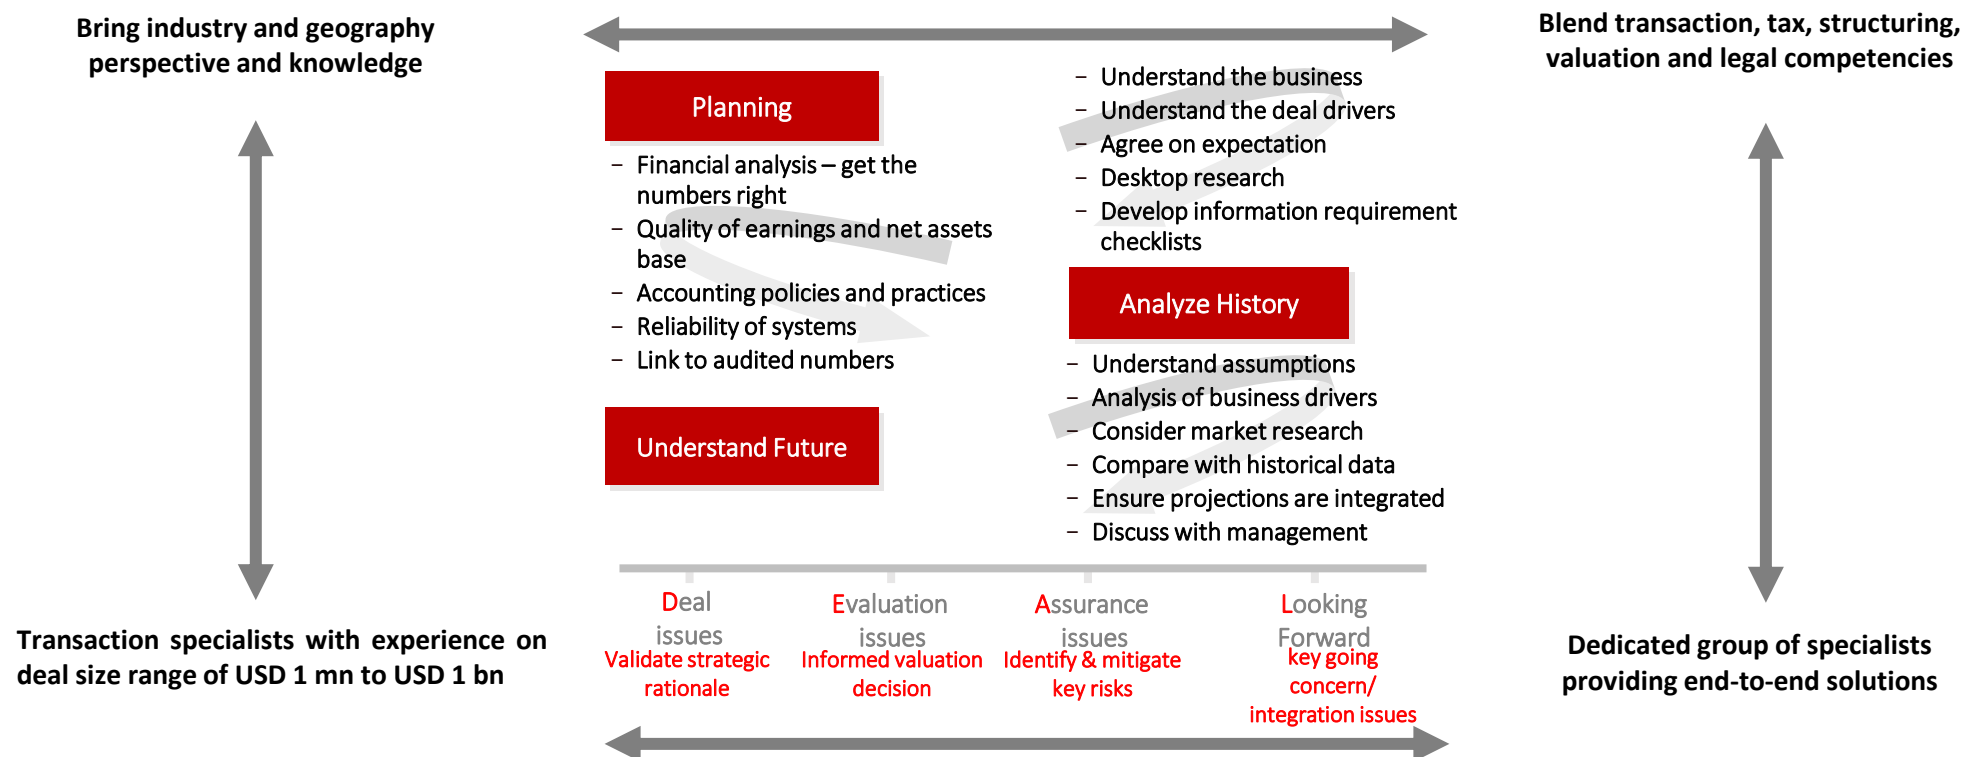 Bring industry and geography
perspective and knowledge
Blend transaction, tax, structuring,
valuation and legal competencies
Planning
– Understand the business
– Understand the deal drivers
– Agree on expectation
– Desktop research
– Develop information requirement
checklists
– Financial analysis – get the
numbers right
– Quality of earnings and net assets
base
– Accounting policies and practices
– Reliability of systems
– Link to audited numbers
Analyze History
– Understand assumptions
– Analysis of business drivers
– Consider market research
– Compare with historical data
– Ensure projections are integrated
– Discuss with management
Understand Future
Deal
issues
Validate strategic
rationale
Evaluation
issues
Informed valuation
decision
Assurance
issues
Identify & mitigate
key risks
Looking
Forward
key going
concern/
integration issues
Transaction specialists with experience on
deal size range of USD 1 mn to USD 1 bn
Dedicated group of specialists
providing end-to-end solutions